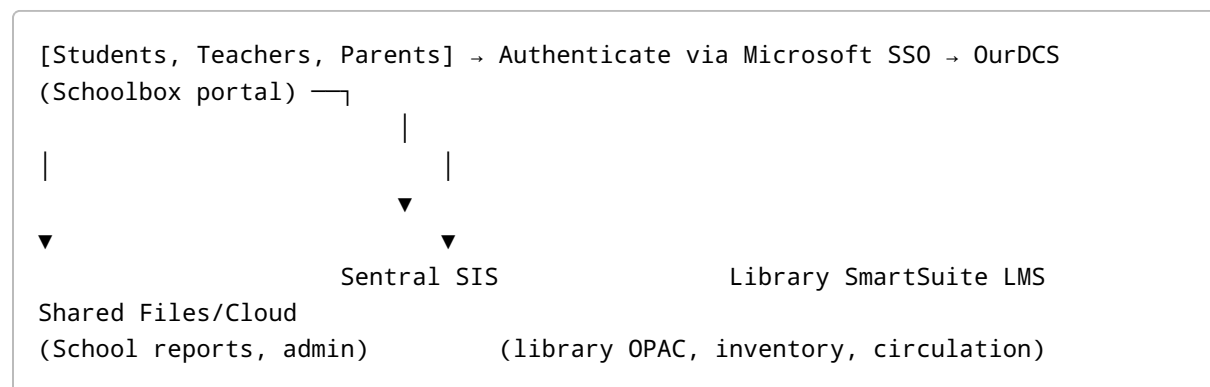 [Students, Teachers, Parents] → Authenticate via Microsoft SSO → OurDCS
(Schoolbox portal) ──┐
│
│ │
▼
▼ ▼
Sentral SIS Library SmartSuite LMS
Shared Files/Cloud
(School reports, admin) (library OPAC, inventory, circulation)